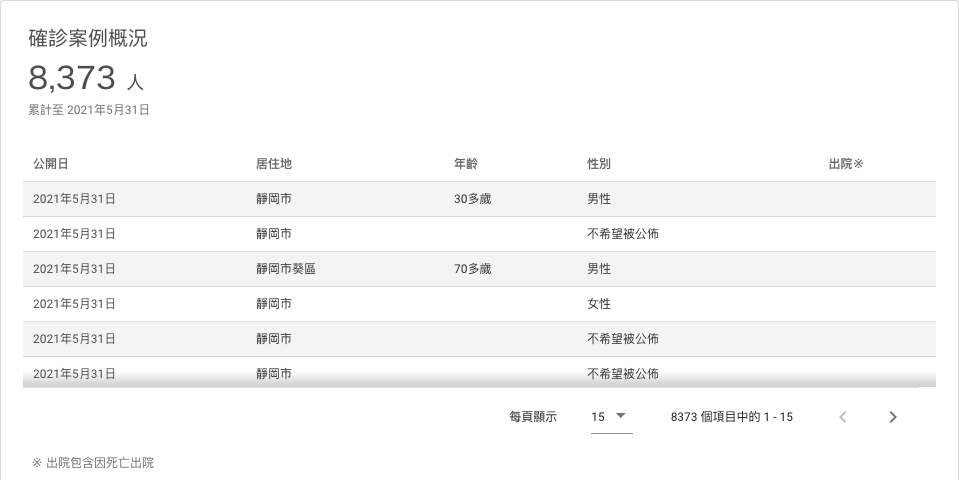 確診案例概況
8,373 人
累計至 2021年5月31日
公開日 居住地 年齡 性別 出院※
2021年5月31日 靜岡市 30多歲 男性
2021年5月31日 靜岡市 不希望被公佈
2021年5月31日 靜岡市葵區 70多歲 男性
2021年5月31日 靜岡市 女性
2021年5月31日 靜岡市 不希望被公佈
2021年5月31日 靜岡市 不希望被公佈
每頁顯示 15 8373 個項目中的 1 - 15
※ 出院包含因死亡出院